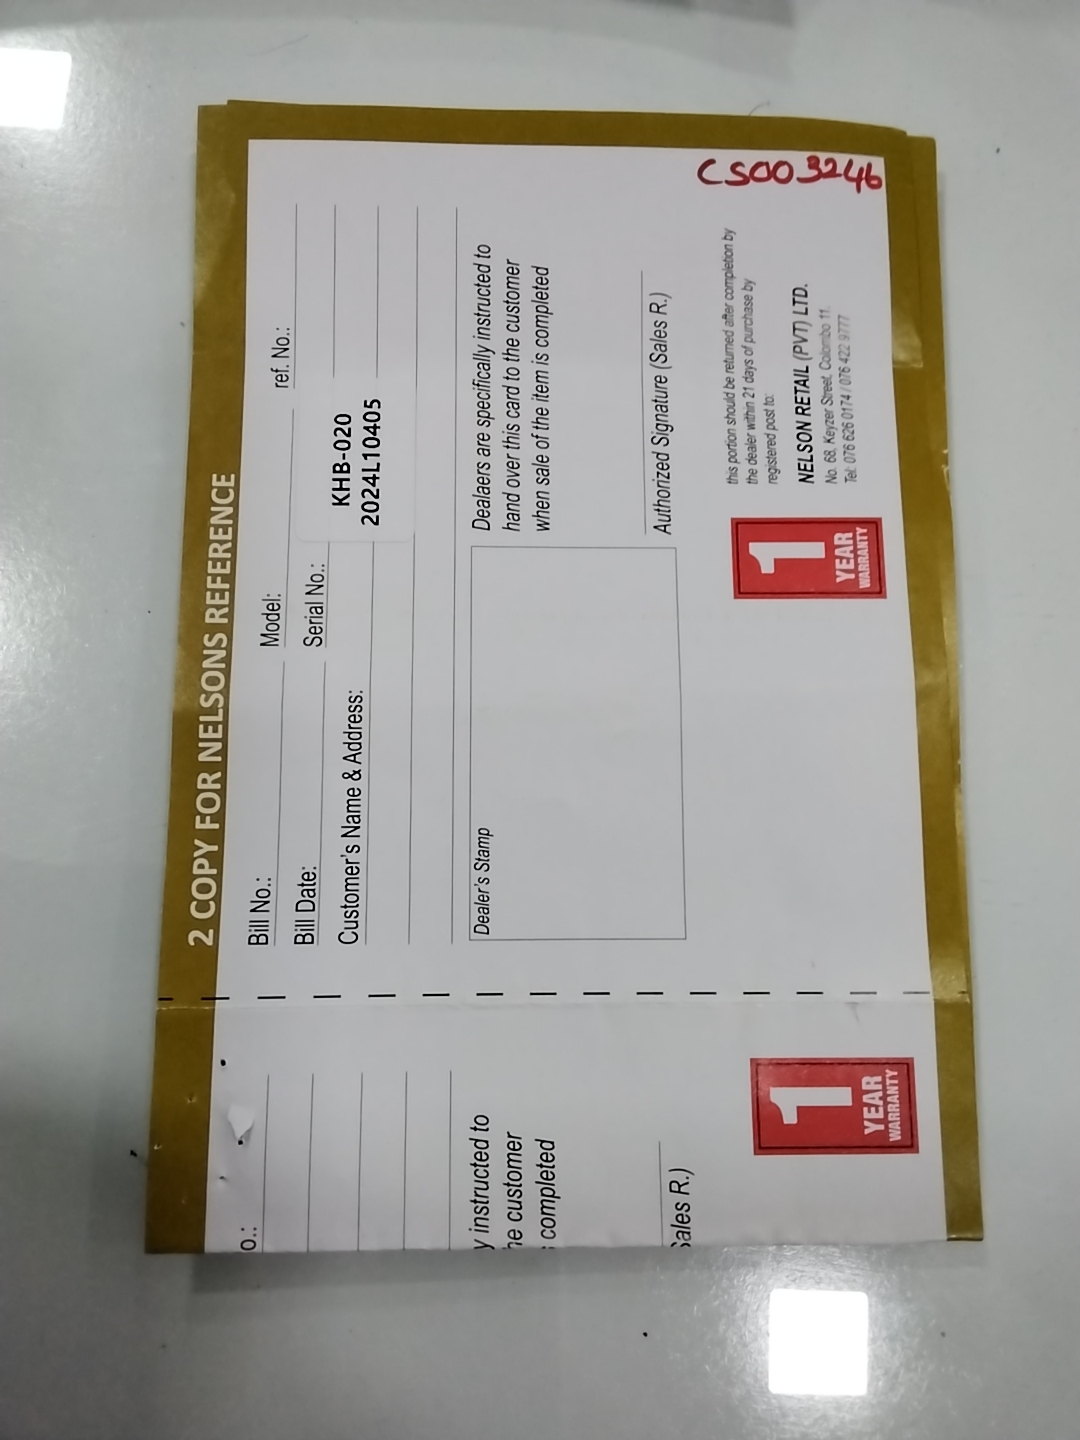 2 COPY FOR NELSONS REFERENCE
Bill No.: Model: ref. No.:
Bill Date: Serial No.:
KHB-020
2024L10405
Customer's Name & Address:
Dealer's Stamp
Dealaers are specifically instructed to
hand over this card to the customer
when sale of the item is completed
Authorized Signature (Sales R.)
CS003246
1
YEAR
WARRANTY
this portion should be returned after completion by
the dealer within 21 days of purchase by
registered post to:
NELSON RETAIL (PVT) LTD.
No. 68, Keyzer Street, Colombo 11.
Tel: 076 626 0174 / 076 422 9777
o.:
y instructed to
he customer
completed
Sales R.)
1
YEAR
WARRANTY